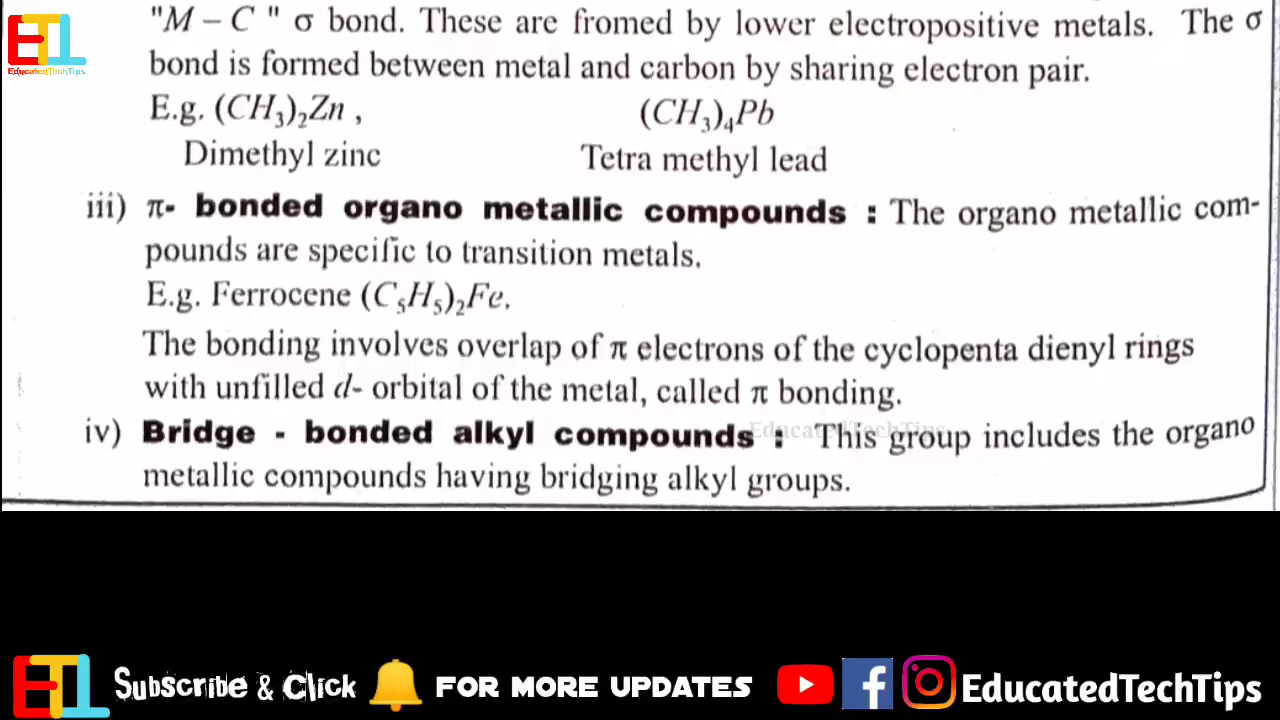 "M – C " σ bond. These are fromed by lower electropositive metals. The σ
bond is formed betweenmetal and carbon by sharing electron pair.
E.g. (CH₃)₂Zn , (CH₃)₄Pb
Dimethyl zinc Tetra methyl lead
iii) π- bonded organo metallic compounds : The organo metallic com-
pounds are specific to transition metals.
E.g. Ferrocene (C₅H₅)₂Fe.
The bonding involves overlap of π electrons of the cyclopenta dienyl rings
with unfilled d- orbital of the metal, called π bonding.
iv) Bridge - bonded alkyl compounds : This group includes the organo
metallic compounds having bridging alkyl groups.
ETL
EducatedTechTips
EducatedTechTips
ETL Subscribe & Click FOR MORE UPDATES EducatedTechTips